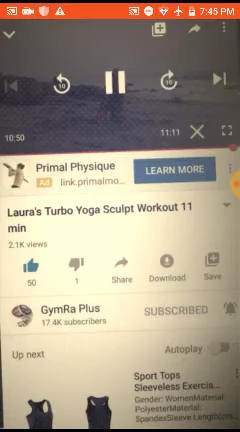 7:45 PM
10
10
10:50
11:11
Primal Physique
Ad link.primalmo...
LEARN MORE
Laura's Turbo Yoga Sculpt Workout 11
min
2.1K views
50
1
Share
Download
Save
GymRa Plus
17.4K subscribers
SUBSCRIBED
Up next
Autoplay
Sport Tops
Sleeveless Exercis...
Gender: WomenMaterial:
PolyesterMaterial:
SpandexSleeve Length(cm...